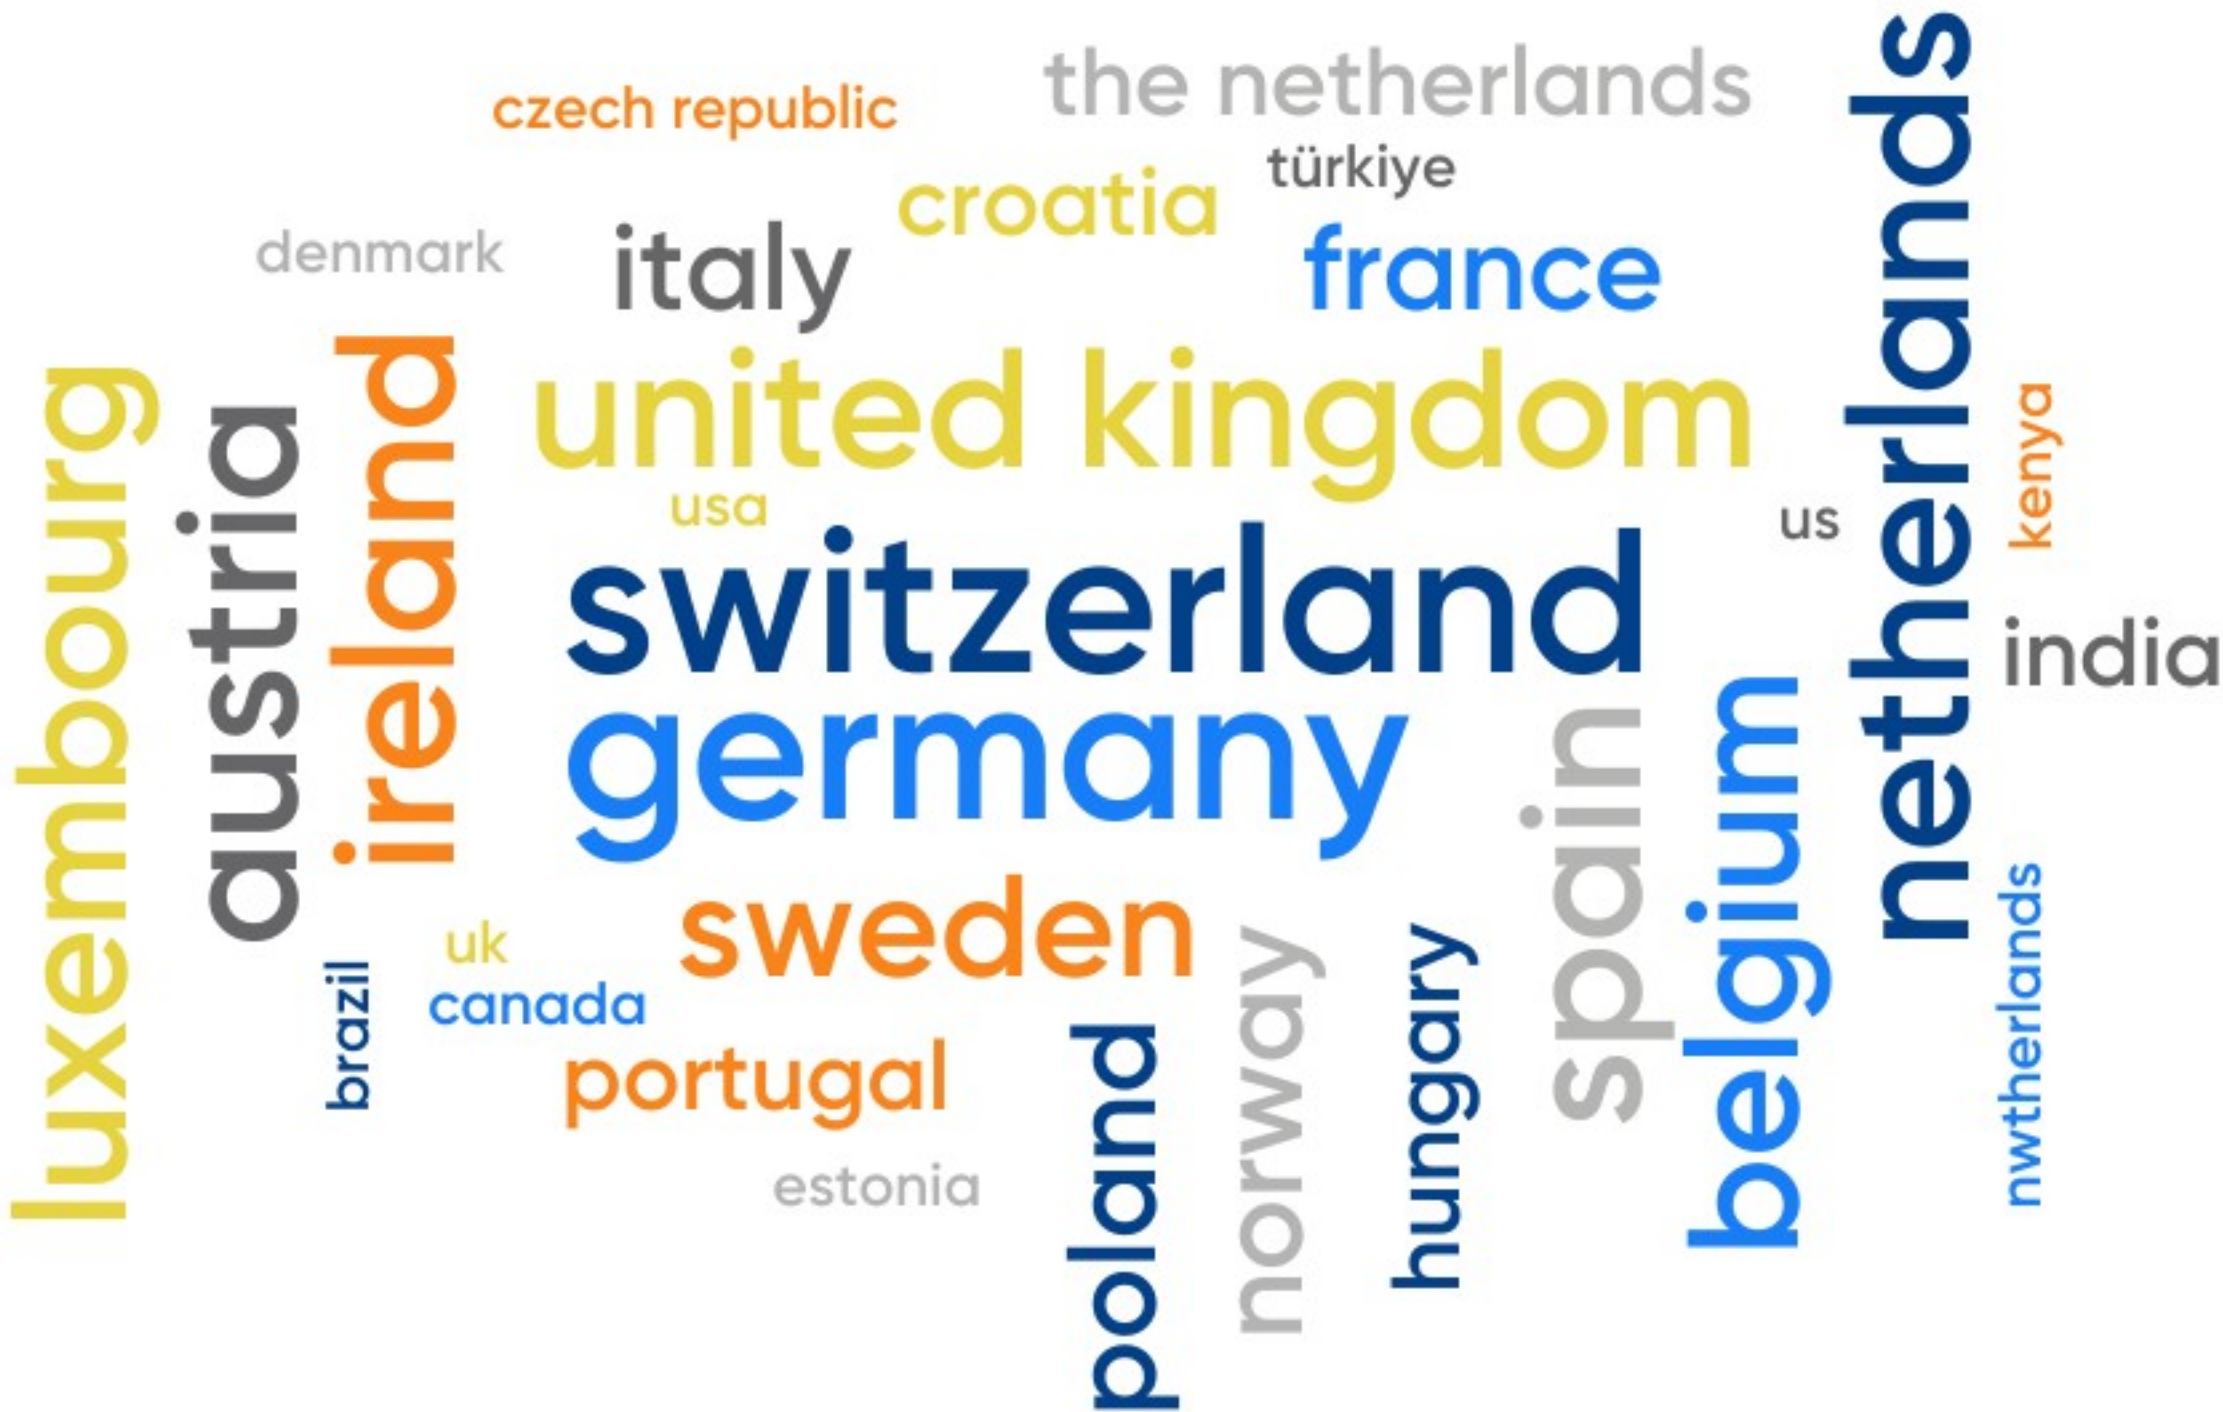 the netherlands
czech republic
türkiye
croatia
denmark
italy
france
netherlands
united kingdom
luxembourg
austria
ireland
usa
us
kenya
switzerland
india
germany
spain
belgium
sweden
uk
canada
brazil
norway
hungary
nwtherlands
portugal
poland
estonia